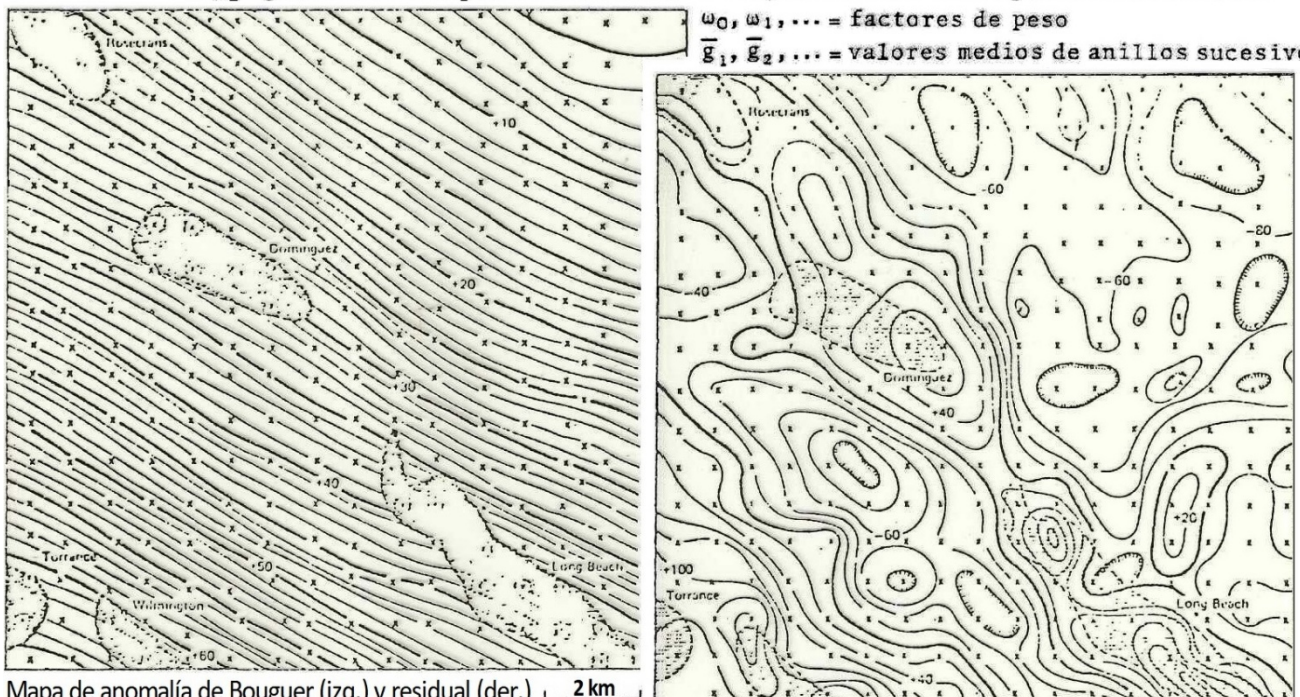 ω₀, ω₁, ... = factores de peso
g̅₁, g̅₂, ... = valores medios de anillos sucesiv
Rosecrans
+10
Dominguez
+20
+30
+40
Torrance
+50
Wilmington
Long Beach
+60
Rosecrans
-60
-80
-60
-40
Dominguez
+40
-60
+20
+100
Torrance
Long Beach
+40
Mapa de anomalía de Bouguer (izq.) y residual (der.)
2 km